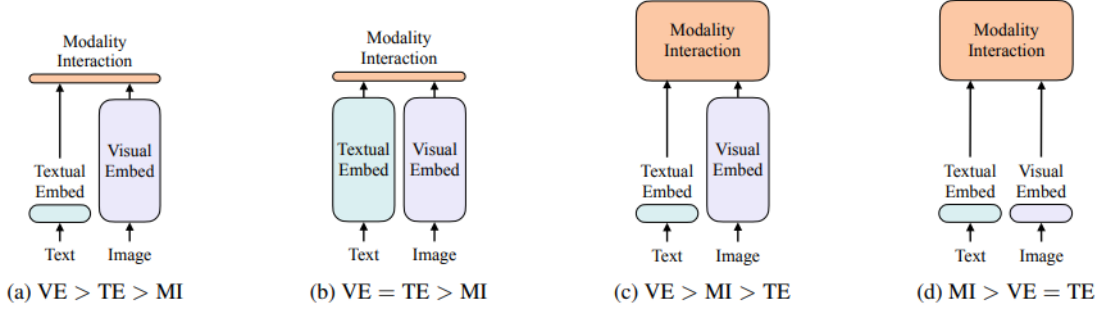 Modality
Interaction
Textual
Embed
Visual
Embed
Text
Image
(a) VE > TE > MI
Modality
Interaction
Textual
Embed
Visual
Embed
Text
Image
(b) VE = TE > MI
Modality
Interaction
Textual
Embed
Visual
Embed
Text
Image
(c) VE > MI > TE
Modality
Interaction
Textual
Embed
Visual
Embed
Text
Image
(d) MI > VE = TE